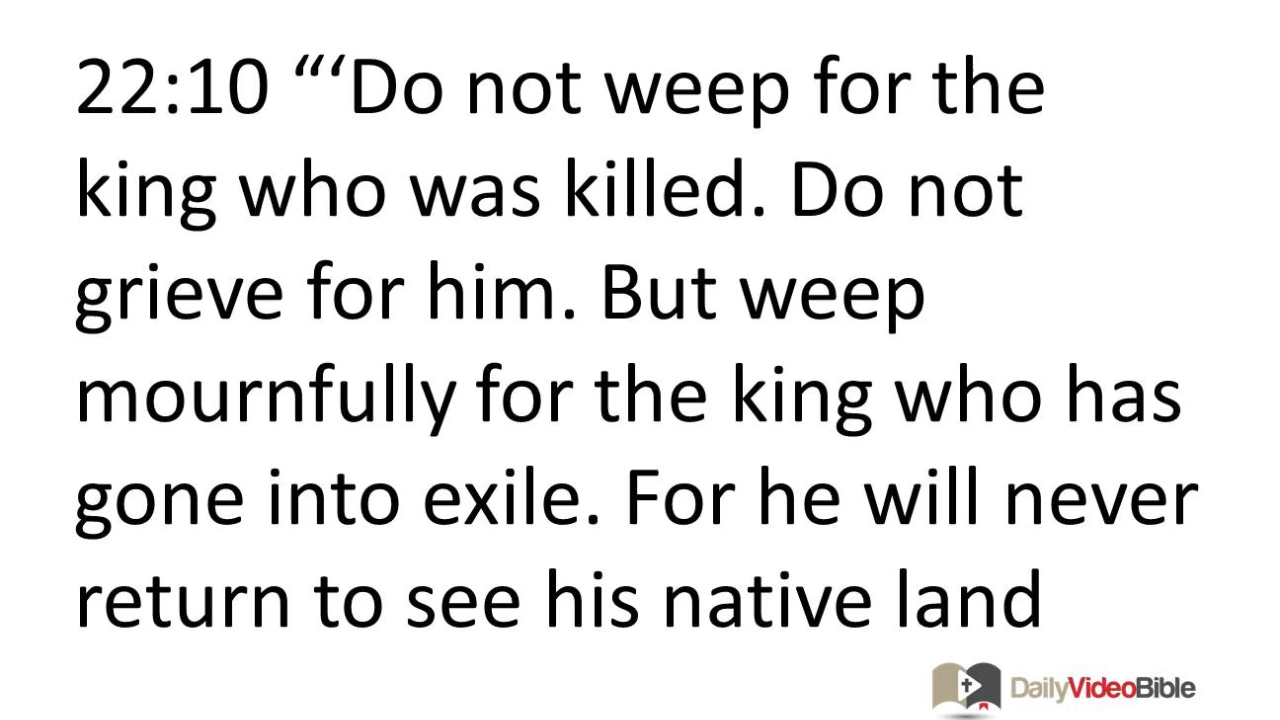 22:10 “‘Do not weep for the
king who was killed. Do not
grieve for him. But weep
mournfully for the king who has
gone into exile. For he will never
return to see his native land
DailyVideoBible